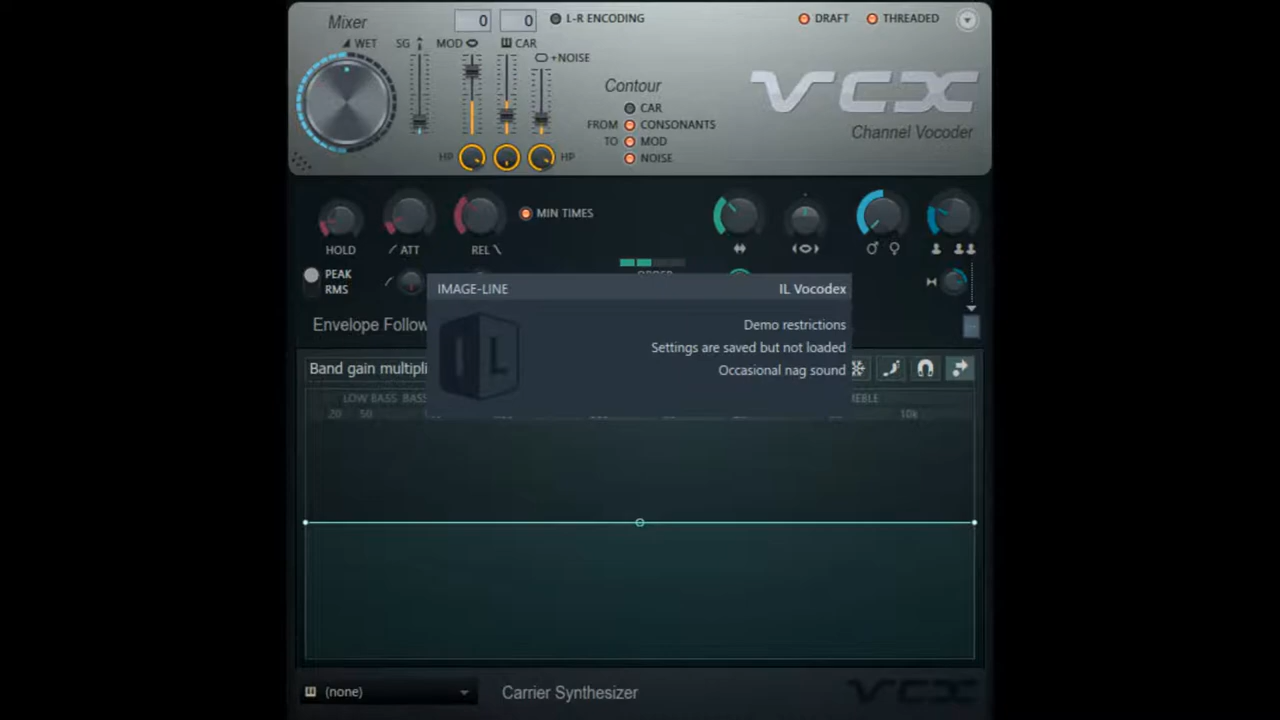 Mixer
0
0
L-R ENCODING
DRAFT
THREADED
WET
SG
MOD
CAR
+NOISE
Contour
CAR
FROM
CONSONANTS
TO
MOD
NOISE
HP
HP
VCX
Channel Vocoder
MIN TIMES
HOLD
ATT
REL
PEAK
RMS
IMAGE-LINE
IL Vocodex
Envelope Follow
Demo restrictions
Settings are saved but not loaded
IL
Band gain multipli
Occasional nag sound
LOW BASS
BASS
20
50
10k
(none)
Carrier Synthesizer
VCX